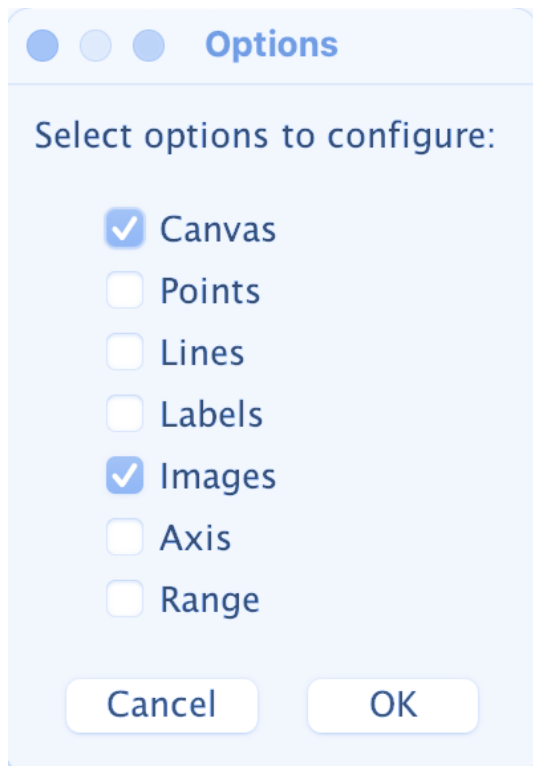 Options
Select options to configure:
Canvas
Points
Lines
Labels
Images
Axis
Range
Cancel OK